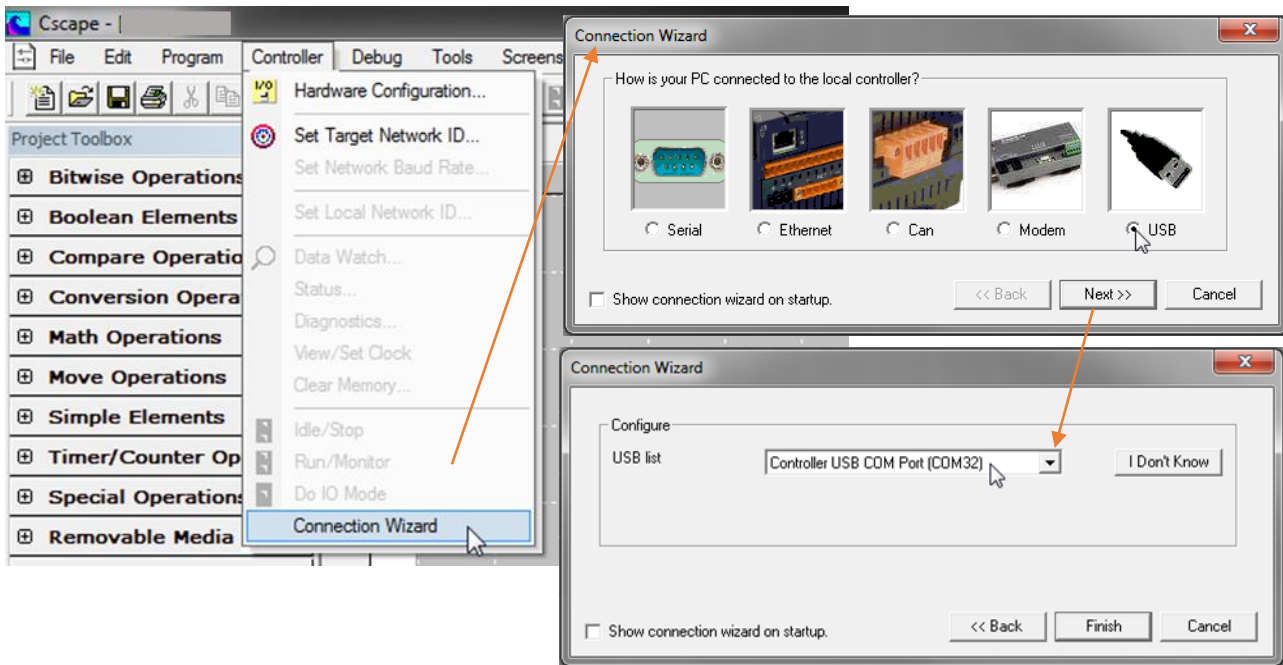 Cscape - [
File Edit Program Controller Debug Tools Screens
Project Toolbox
Bitwise Operations
Boolean Elements
Compare Operatio
Conversion Opera
Math Operations
Move Operations
Simple Elements
Timer/Counter Op
Special Operations
Removable Media
I/O
Hardware Configuration...
Set Target Network ID...
Set Network Baud Rate...
Set Local Network ID...
Data Watch...
Status...
Diagnostics...
View/Set Clock
Clear Memory...
Idle/Stop
Run/Monitor
Do IO Mode
Connection Wizard
Connection Wizard
How is your PC connected to the local controller?
Serial Ethernet Can Modem USB
Show connection wizard on startup.
<< Back Next >> Cancel
Connection Wizard
Configure
USB list
Controller USB COM Port (COM32)
I Don't Know
Show connection wizard on startup.
<< Back Finish Cancel